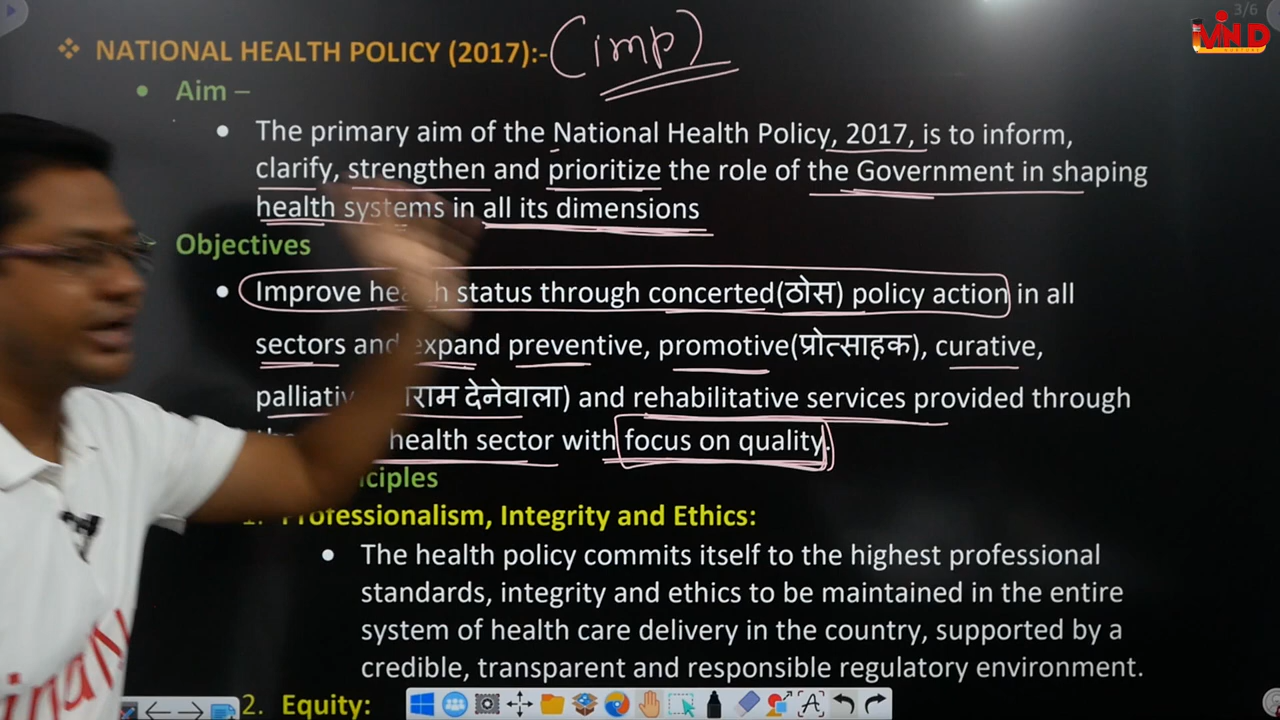 3/6
MIND
NATIONAL HEALTH POLICY (2017):- (imp)
Aim –
The primary aim of the National Health Policy, 2017, is to inform,
clarify, strengthen and prioritize the role of the Government in shaping
health systems in all its dimensions
Objectives
Improve health status through concerted(ठोस) policy action in all
sectors and expand preventive, promotive(प्रोत्साहक), curative,
देनेवाला) and rehabilitative services provided through
health sector with focus on quality.
1. Professionalism, Integrity and Ethics:
The health policy commits itself to the highest professional
standards, integrity and ethics to be maintained in the entire
system of health care delivery in the country, supported by a
credible, transparent and responsible regulatory environment.
2. Equity: